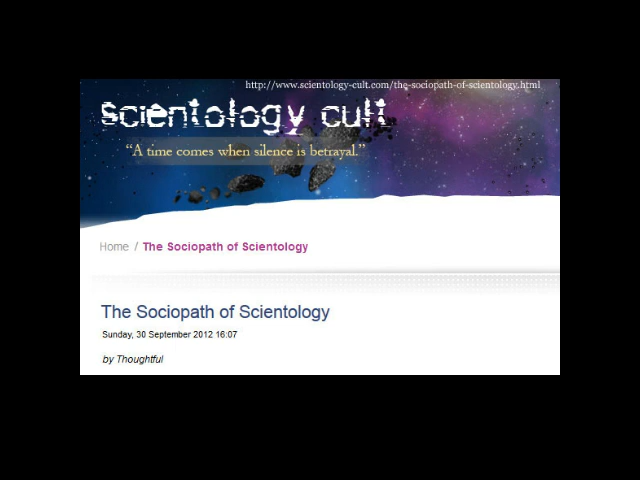 http://www.scientology-cult.com/the-sociopath-of-scientology.html
scientology cult
“A time comes when silence is betrayal.”
Home / The Sociopath of Scientology
The Sociopath of Scientology
Sunday, 30 September 2012 16:07
by Thoughtful